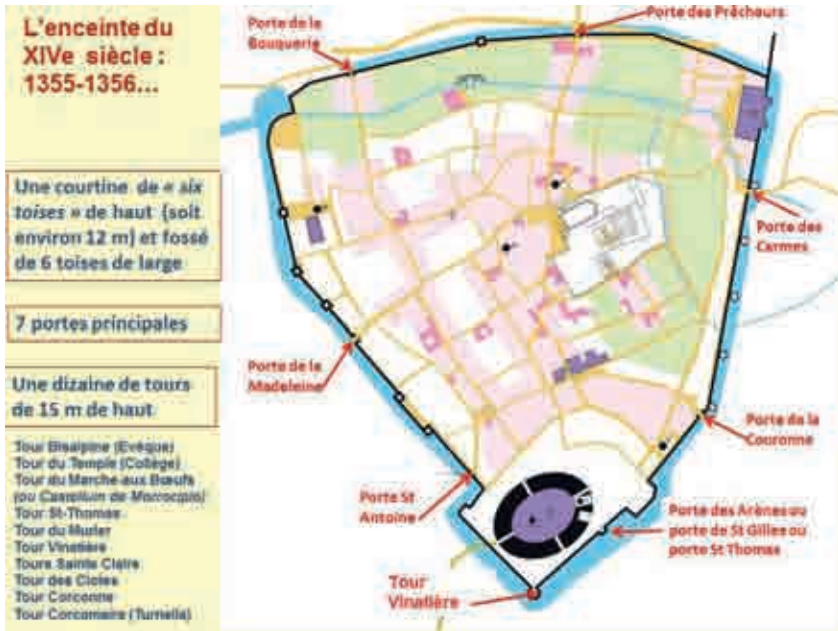 L'enceinte du
XIVe siècle :
1355-1356...
Une courtine de « six
toises » de haut (soit
environ 12 m) et fossé
de 6 toises de large
7 portes principales
Une dizaine de tours
de 15 m de haut
Tour Bisalpine (Evêque)
Tour du Temple (Collège)
Tour du Marche-aux Bœufs
(ou Castellum de Morrocipio)
Tour St-Thomas
Tour du Murier
Tour Vinatière
Tours Sainte Claire
Tour des Cloles
Tour Corconne
Tour Corcomaire (Turnella)
Porte de la
Bouquerie
Porte des Prêcheurs
Porte des
Carmes
Porte de la
Madeleine
Porte de la
Couronne
Porte St
Antoine
Porte des Arènes ou
porte de St Gilles ou
porte St Thomas
Tour
Vinatière